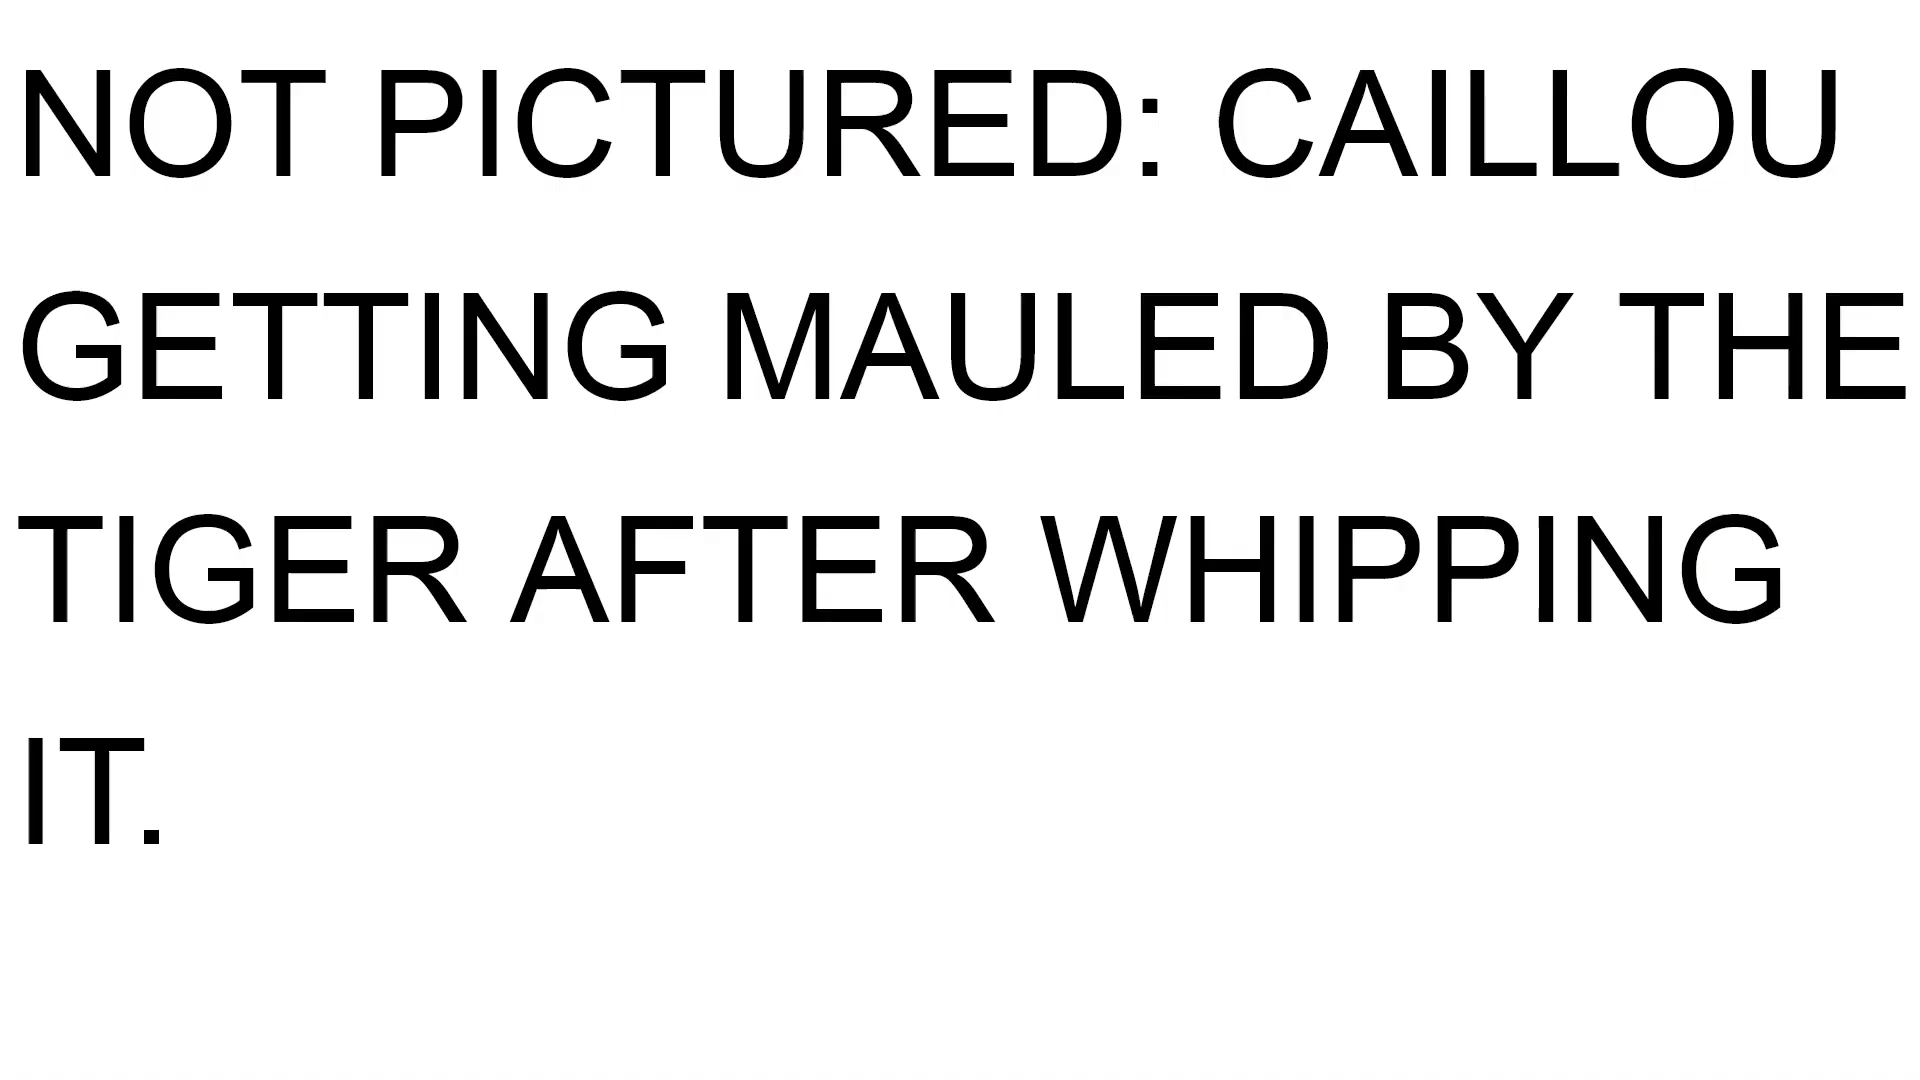 NOT PICTURED: CAILLOU
GETTING MAULED BY THE
TIGER AFTER WHIPPING
IT.